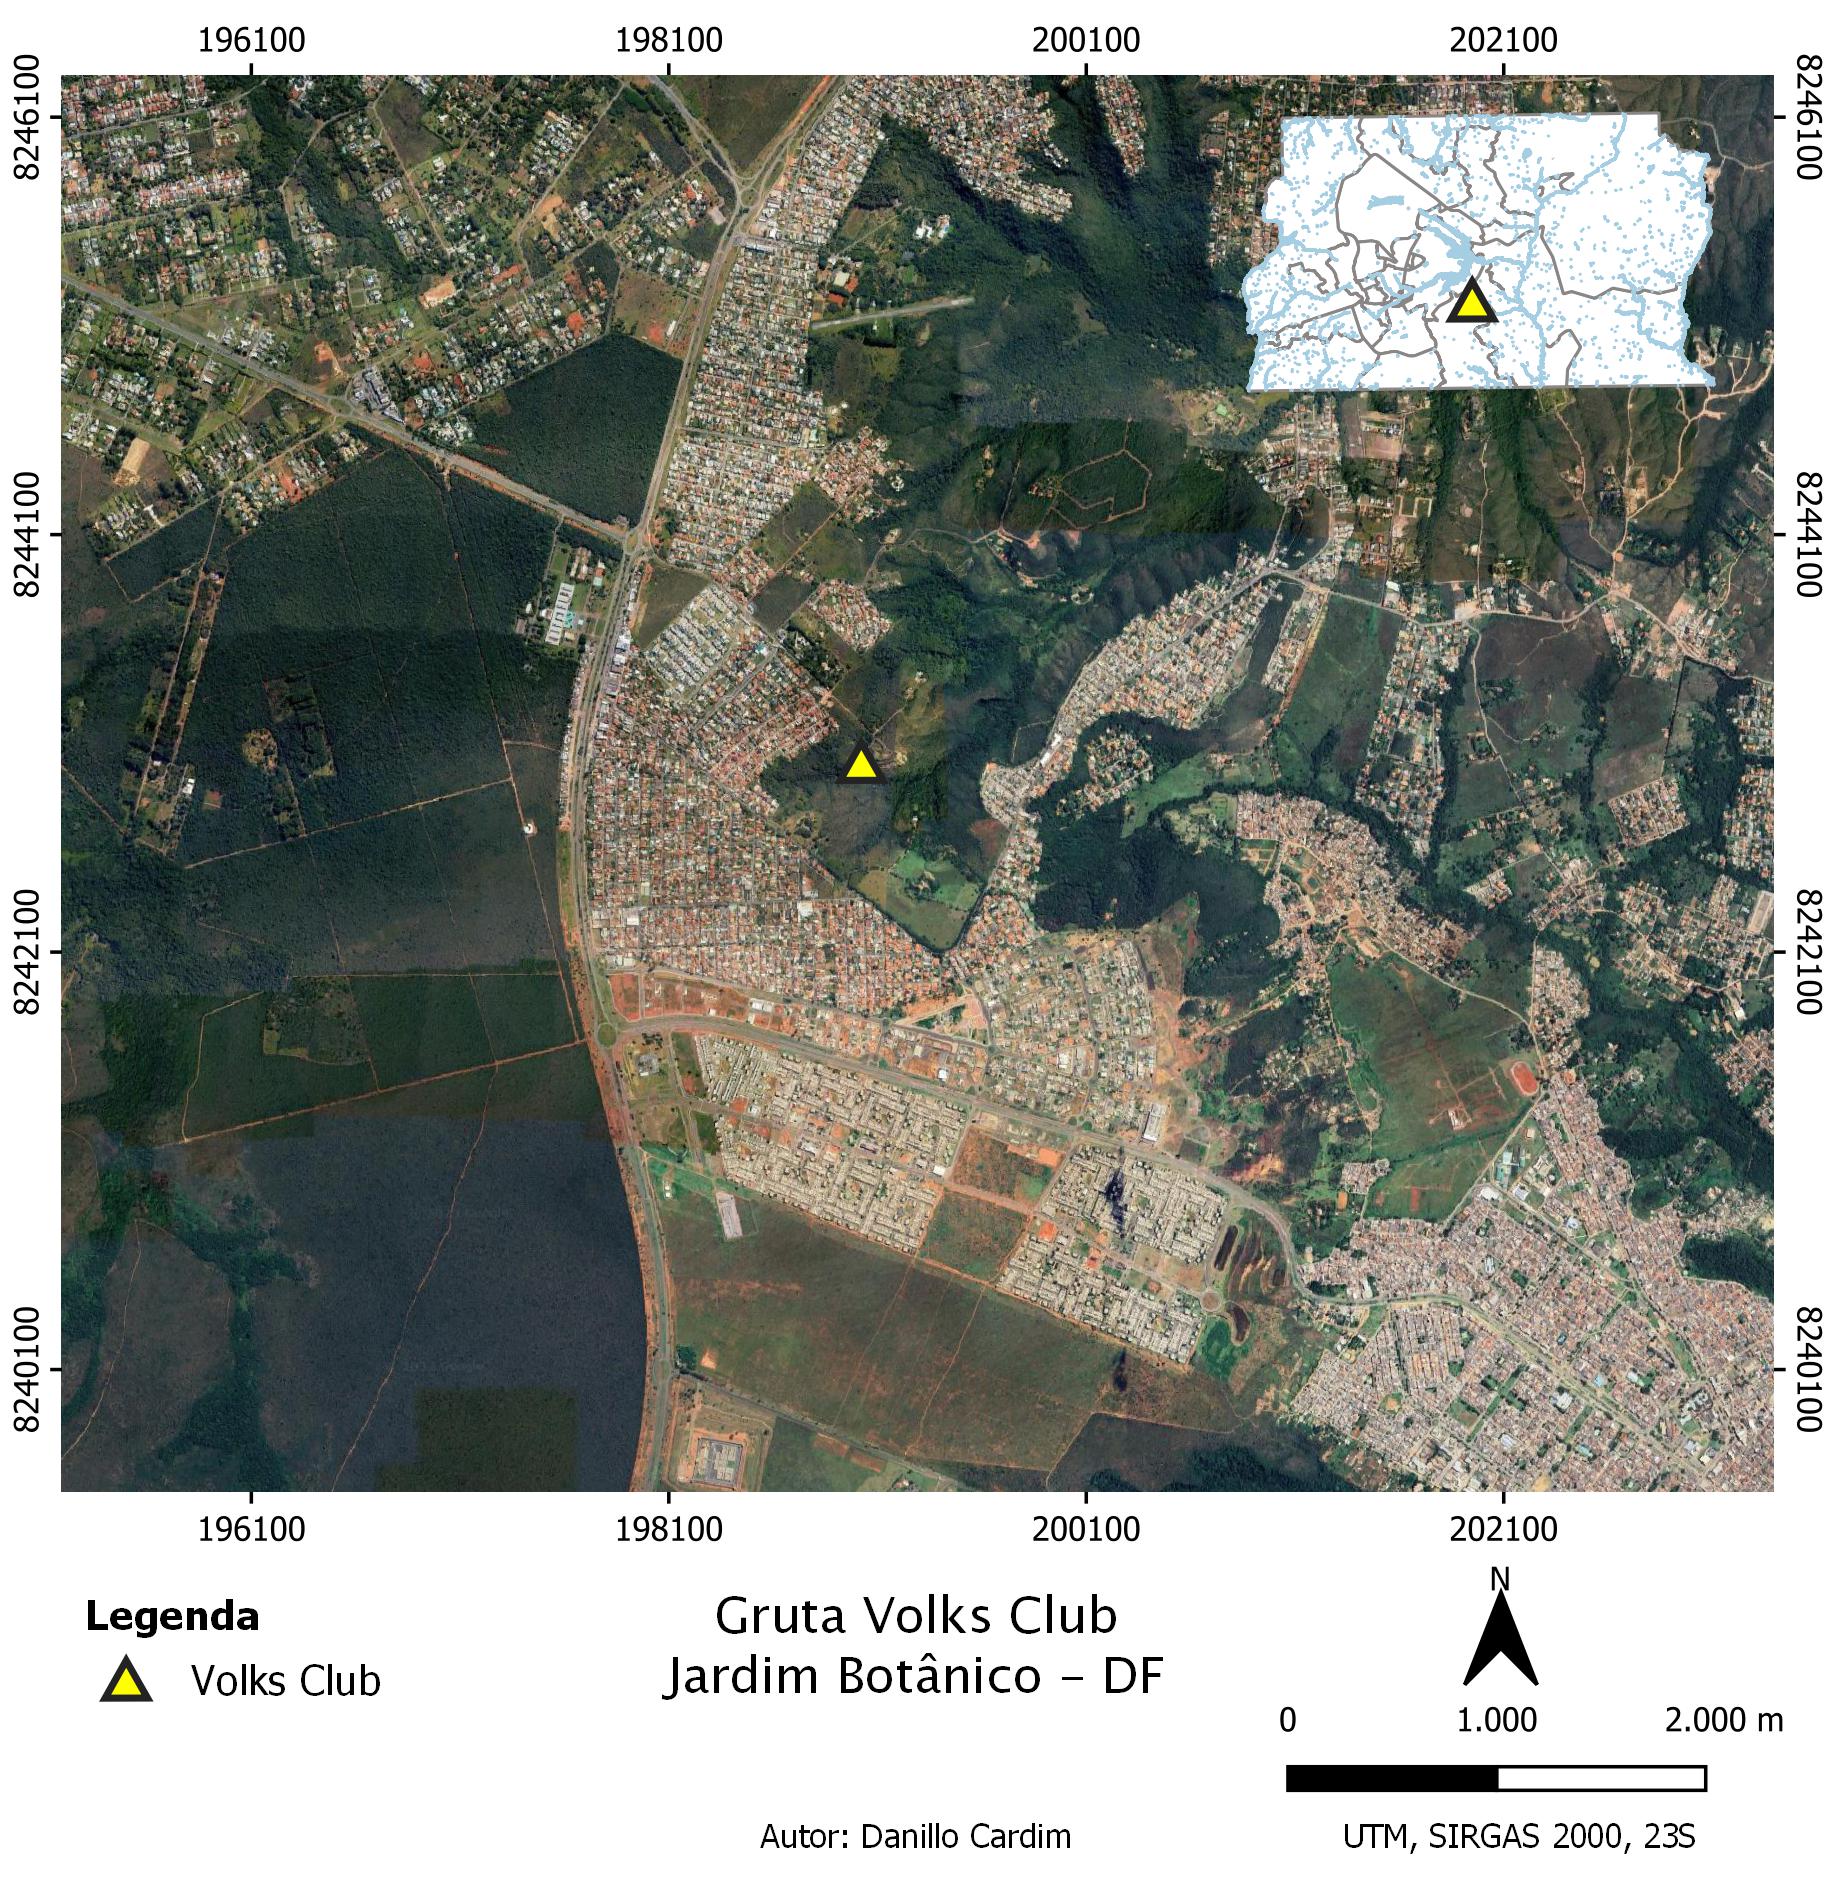 196100 198100 200100 202100
8246100 8246100
8244100 8244100
8242100 8242100
8240100 8240100
196100 198100 200100 202100
Legenda
Volks Club
Gruta Volks Club
Jardim Botânico – DF
N
0 1.000 2.000 m
Autor: Danillo Cardim
UTM, SIRGAS 2000, 23S